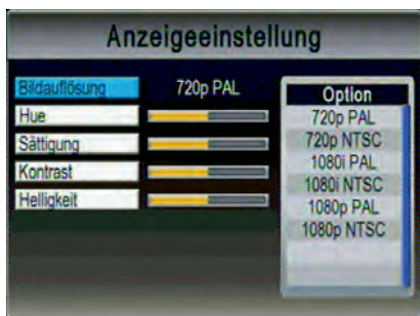 Anzeigeeinstellung
Bildauflösung 720p PAL
Hue
Sättigung
Kontrast
Helligkeit
Option
720p PAL
720p NTSC
1080i PAL
1080i NTSC
1080p PAL
1080p NTSC